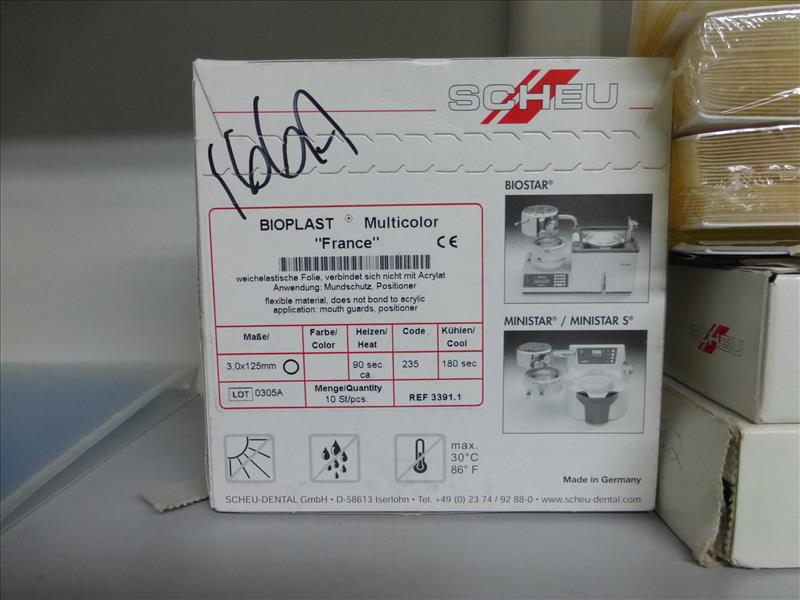 SCHEU
BIOPLAST ® Multicolor
"France" CE
weichelastische Folie, verbindet sich nicht mit Acrylat
Anwendung: Mundschutz, Positioner
flexible material, does not bond to acrylic
application: mouth guards, positioner
Maße/ Farbe/ Color Heizen/ Heat Code Kühlen/ Cool
3,0x125mm 90 sec. ca. 235 180 sec.
LOT 0305A Menge/Quantity 10 St/pcs. REF 3391.1
BIOSTAR®
MINISTAR® / MINISTAR S®
max.
30°C
86° F
Made in Germany
SCHEU-DENTAL GmbH • D-58613 Iserlohn • Tel. +49 (0) 23 74 / 92 88-0 • www.scheu-dental.com
SCHEU